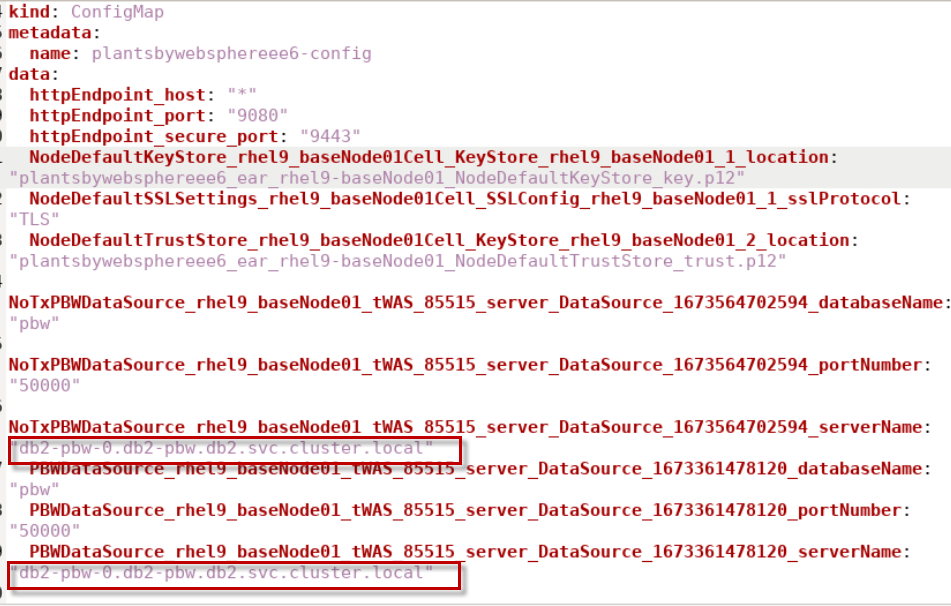 kind: ConfigMap
metadata:
name: plantsbywebsphereee6-config
data:
httpEndpoint_host: "*"
httpEndpoint_port: "9080"
httpEndpoint_secure_port: "9443"
NodeDefaultKeyStore_rhel9_baseNode01Cell_KeyStore_rhel9_baseNode01_1_location:
"plantsbywebsphereee6_ear_rhel9-baseNode01_NodeDefaultKeyStore_key.p12"
NodeDefaultSSLSettings_rhel9_baseNode01Cell_SSLConfig_rhel9_baseNode01_1_sslProtocol:
"TLS"
NodeDefaultTrustStore_rhel9_baseNode01Cell_KeyStore_rhel9_baseNode01_2_location:
"plantsbywebsphereee6_ear_rhel9-baseNode01_NodeDefaultTrustStore_trust.p12"
NoTxPBWDataSource_rhel9_baseNode01_tWAS_85515_server_DataSource_1673564702594_databaseName:
"pbw"
NoTxPBWDataSource_rhel9_baseNode01_tWAS_85515_server_DataSource_1673564702594_portNumber:
"50000"
NoTxPBWDataSource_rhel9_baseNode01_tWAS_85515_server_DataSource_1673564702594_serverName:
"db2-pbw-0.db2-pbw.db2.svc.cluster.local"
PBWDataSource_rhel9_baseNode01_tWAS_85515_server_DataSource_1673361478120_databaseName:
"pbw"
PBWDataSource_rhel9_baseNode01_tWAS_85515_server_DataSource_1673361478120_portNumber:
"50000"
PBWDataSource_rhel9_baseNode01_tWAS_85515_server_DataSource_1673361478120_serverName:
"db2-pbw-0.db2-pbw.db2.svc.cluster.local"